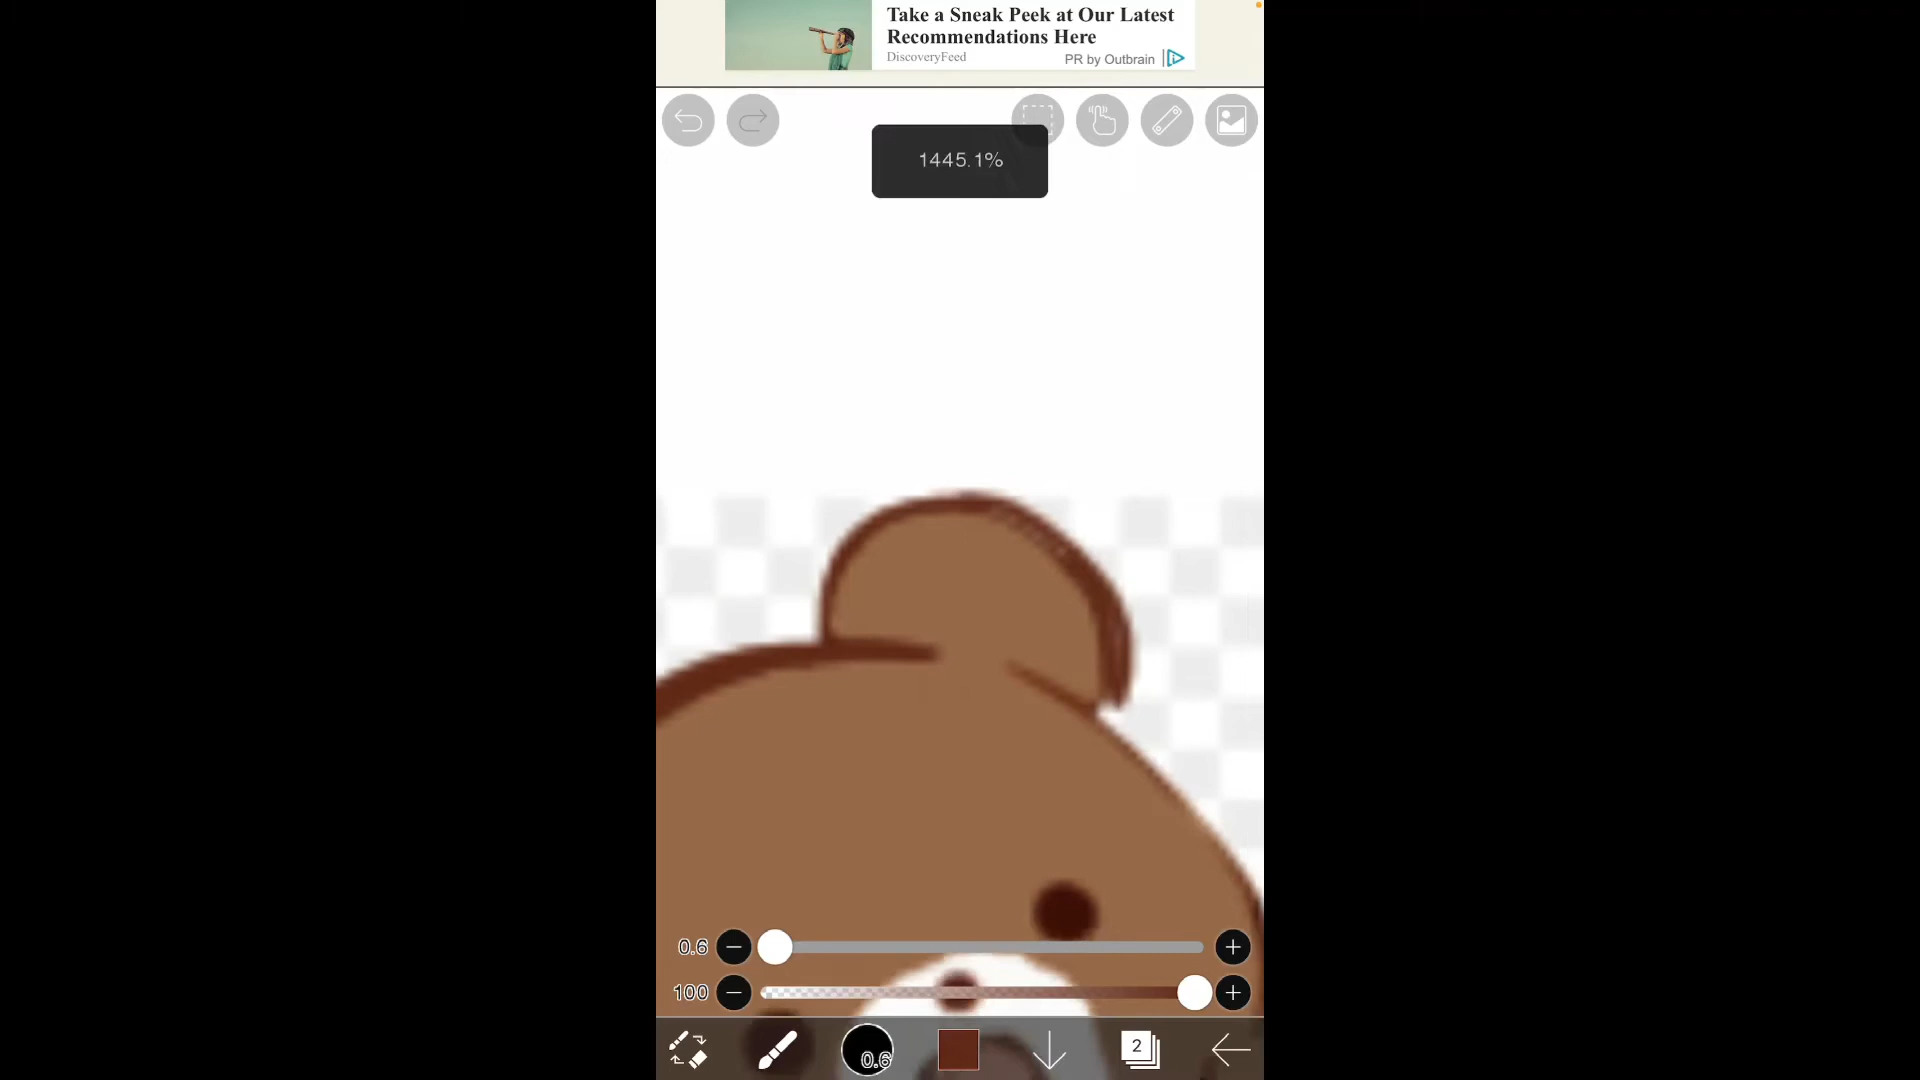 Take a Sneak Peek at Our Latest
Recommendations Here
DiscoveryFeed
PR by Outbrain
1445.1%
0.6
100
0.6
2